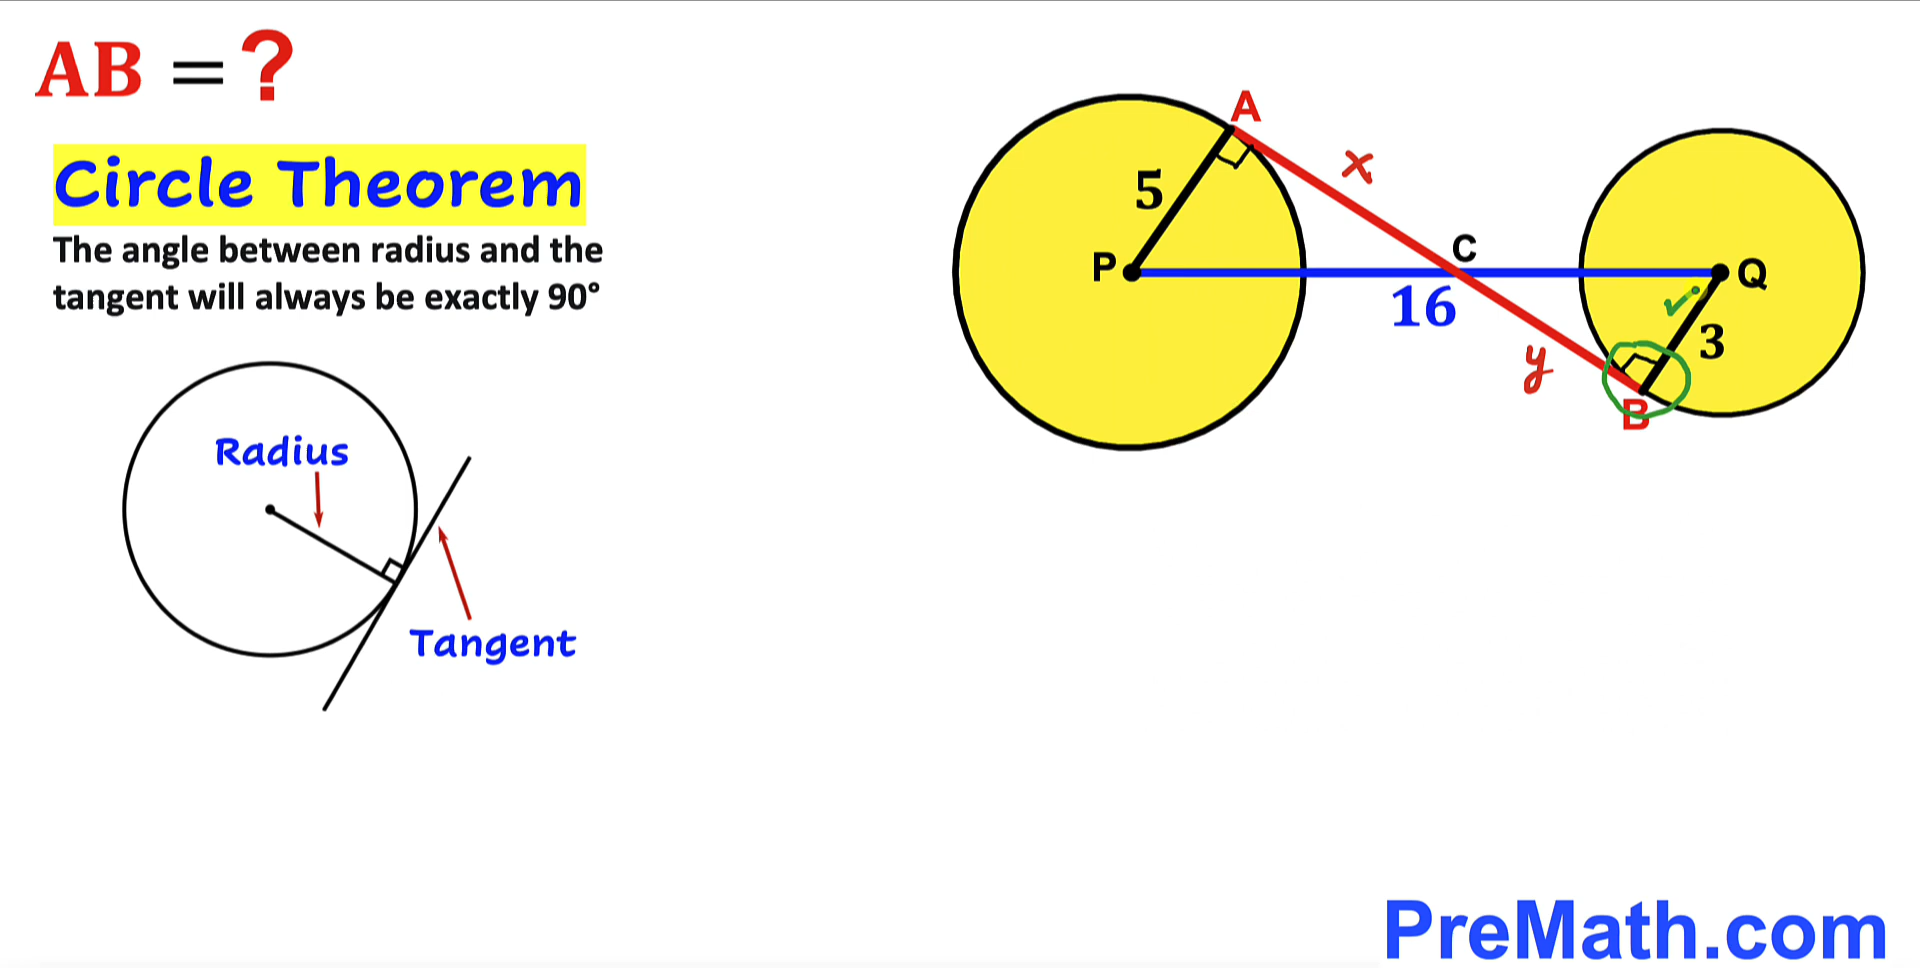 AB = ?
Circle Theorem
The angle between radius and the
tangent will always be exactly 90°
Radius
Tangent
A
x
5
P
C
Q
16
3
y
B
PreMath.com